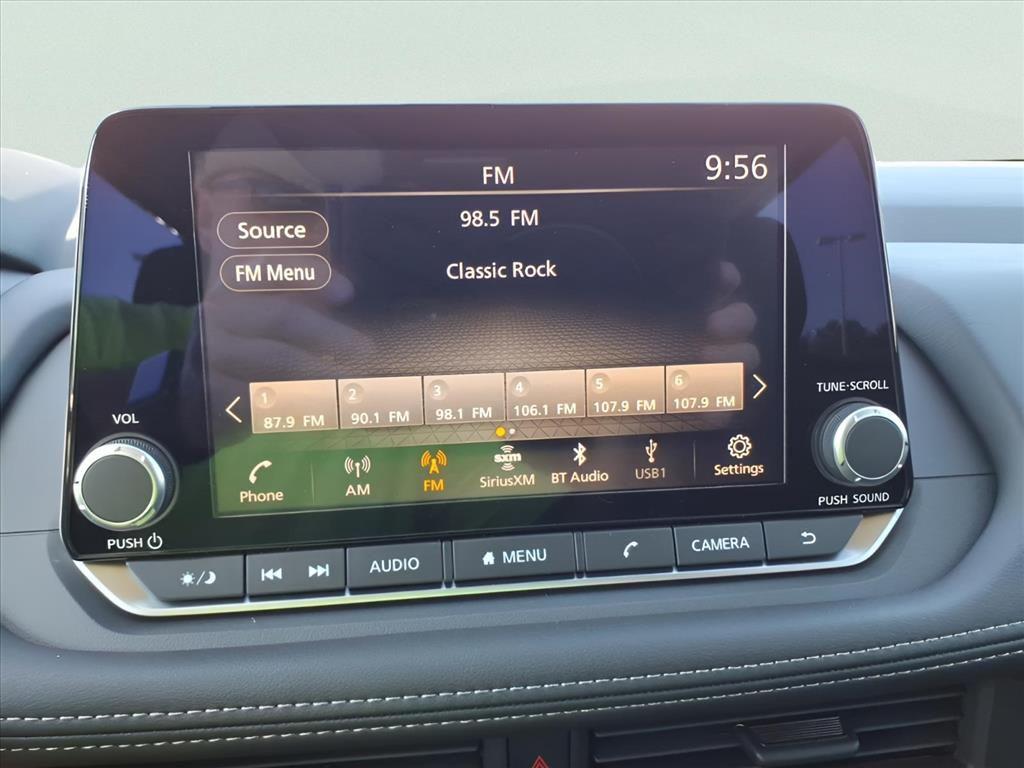 FM 9:56
98.5 FM
Source
Classic Rock
FM Menu
TUNE·SCROLL
1 2 3 4 5 6
87.9 FM 90.1 FM 98.1 FM 106.1 FM 107.9 FM 107.9 FM
VOL
Phone AM FM SiriusXM BT Audio USB1 Settings
sxm
PUSH SOUND
PUSH
AUDIO MENU CAMERA